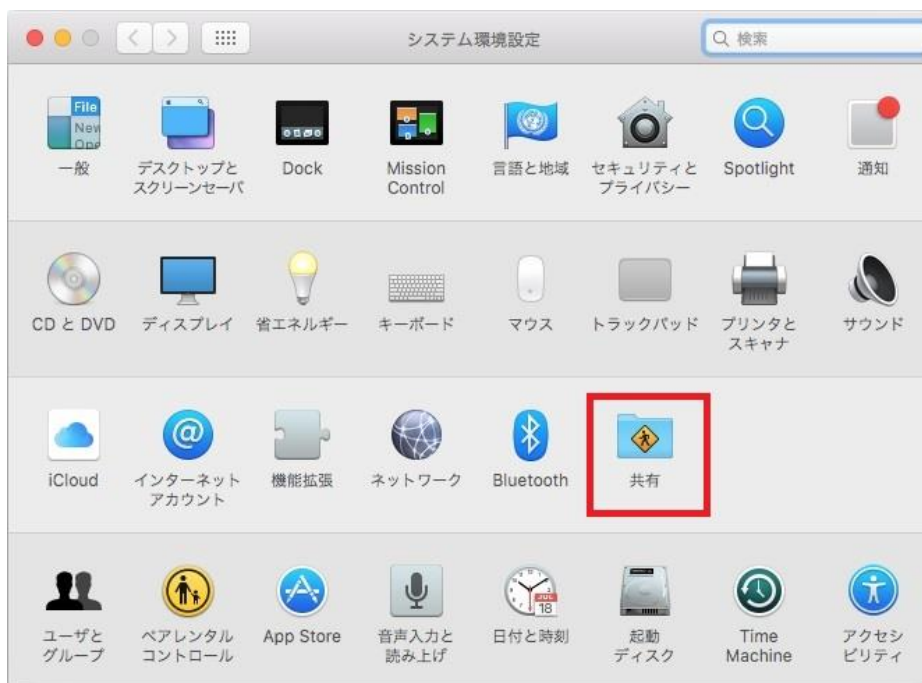 システム環境設定
検索
File
New
Ope
一般
デスクトップと
スクリーンセーバ
Dock
Mission
Control
言語と地域
セキュリティと
プライバシー
Spotlight
通知
CD と DVD
ディスプレイ
省エネルギー
キーボード
マウス
トラックパッド
プリンタと
スキャナ
サウンド
iCloud
インターネット
アカウント
機能拡張
ネットワーク
Bluetooth
共有
ユーザと
グループ
ペアレンタル
コントロール
App Store
音声入力と
読み上げ
JUL
18
日付と時刻
起動
ディスク
Time
Machine
アクセシ
ビリティ